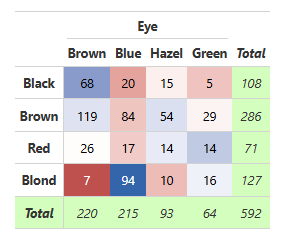 Eye
Brown Blue Hazel Green Total
Black 68 20 15 5 108
Brown 119 84 54 29 286
Red 26 17 14 14 71
Blond 7 94 10 16 127
Total 220 215 93 64 592